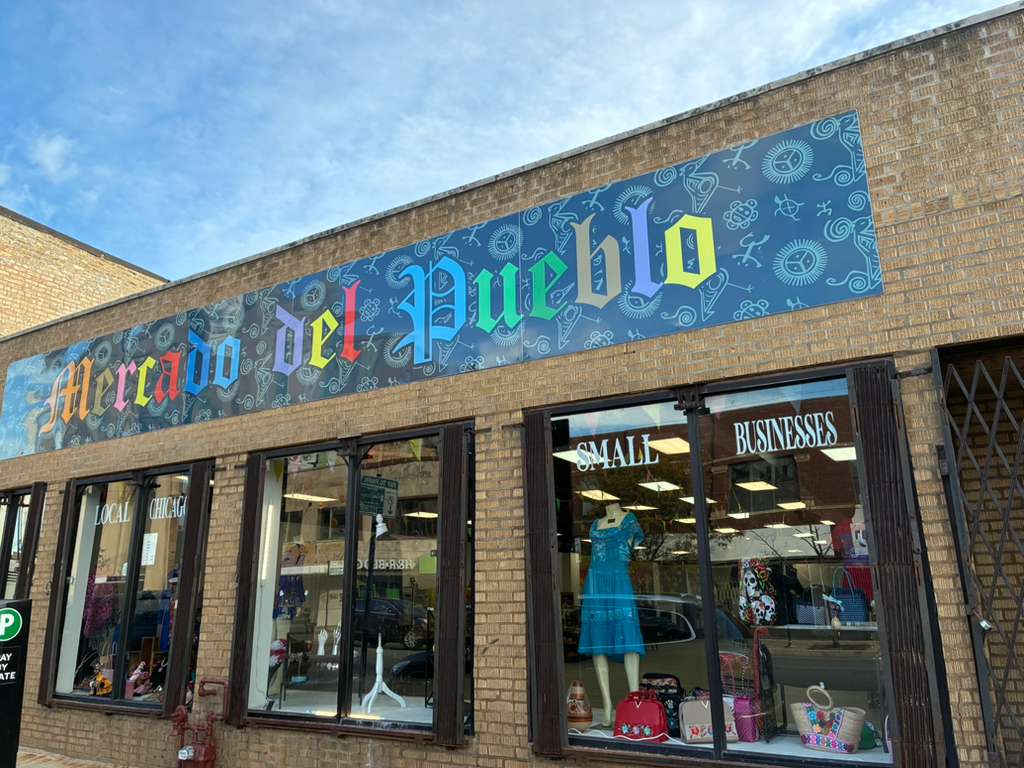 Mercado del Pueblo
LOCAL CHICAGO
SMALL BUSINESSES
P